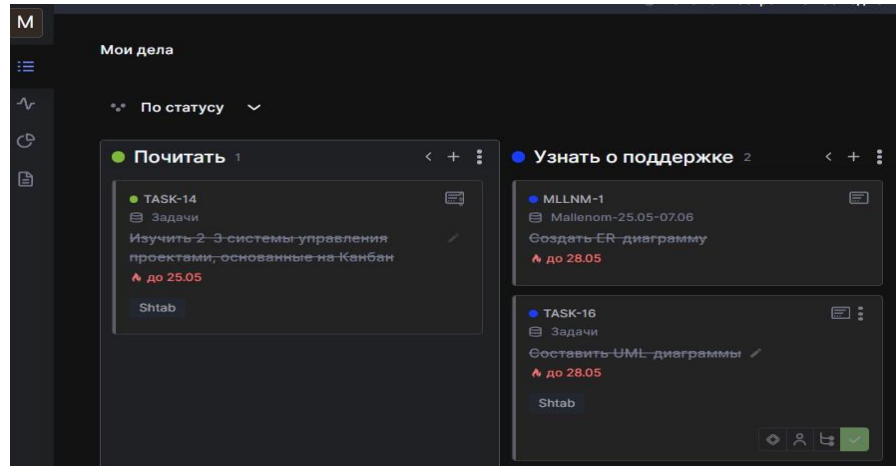 М
Мои дела
По статусу
Почитать 1
TASK-14
Задачи
Изучить 2-3 системы управления
проектами, основанные на Канбан
до 25.05
Shtab
Узнать о поддержке 2
MLLNM-1
Mallenom-25.05-07.06
Создать ER-диаграмму
до 28.05
TASK-16
Задачи
Составить UML-диаграммы
до 28.05
Shtab